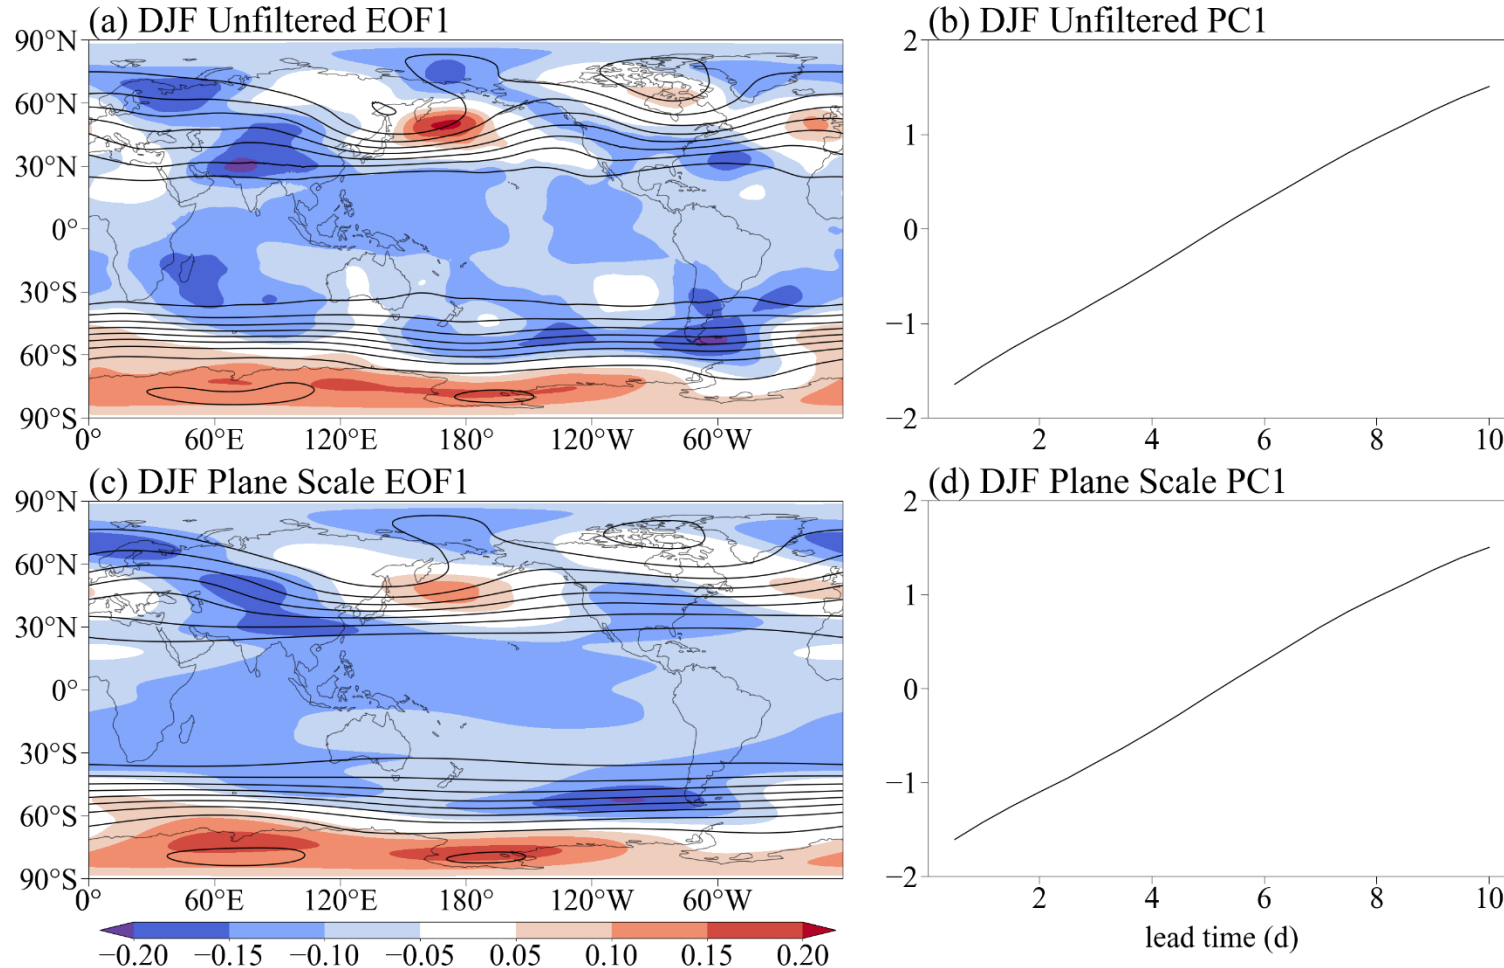 (a) DJF Unfiltered EOF1
(b) DJF Unfiltered PC1
90°N
60°N
30°N
0°
30°S
60°S
90°S
0°
60°E
120°E
180°
120°W
60°W
2
1
0
−1
−2
2
4
6
8
10
(c) DJF Plane Scale EOF1
(d) DJF Plane Scale PC1
90°N
60°N
30°N
0°
30°S
60°S
90°S
0°
60°E
120°E
180°
120°W
60°W
2
1
0
−1
−2
2
4
6
8
10
lead time (d)
−0.20 −0.15 −0.10 −0.05 0.05 0.10 0.15 0.20